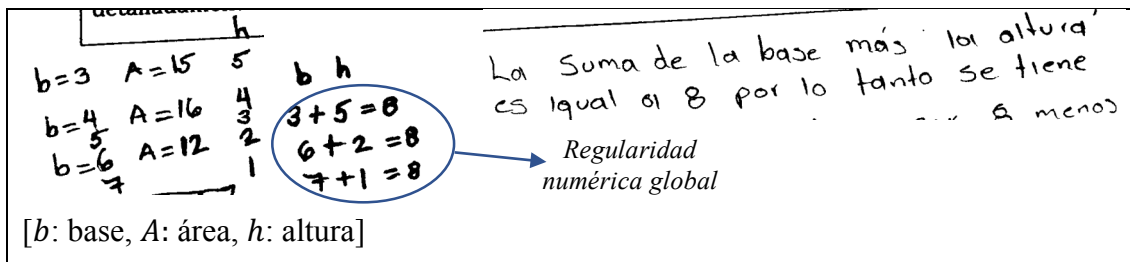 h
b=3 A=15 5
b=4 A=16 4
5 3
b=6 A=12 2
7 1
b h
3+5=8
6+2=8
7+1=8
La Suma de la base más la altura
es igual al 8 por lo tanto se tiene
8 menos
Regularidad
numérica global
[b: base, A: área, h: altura]